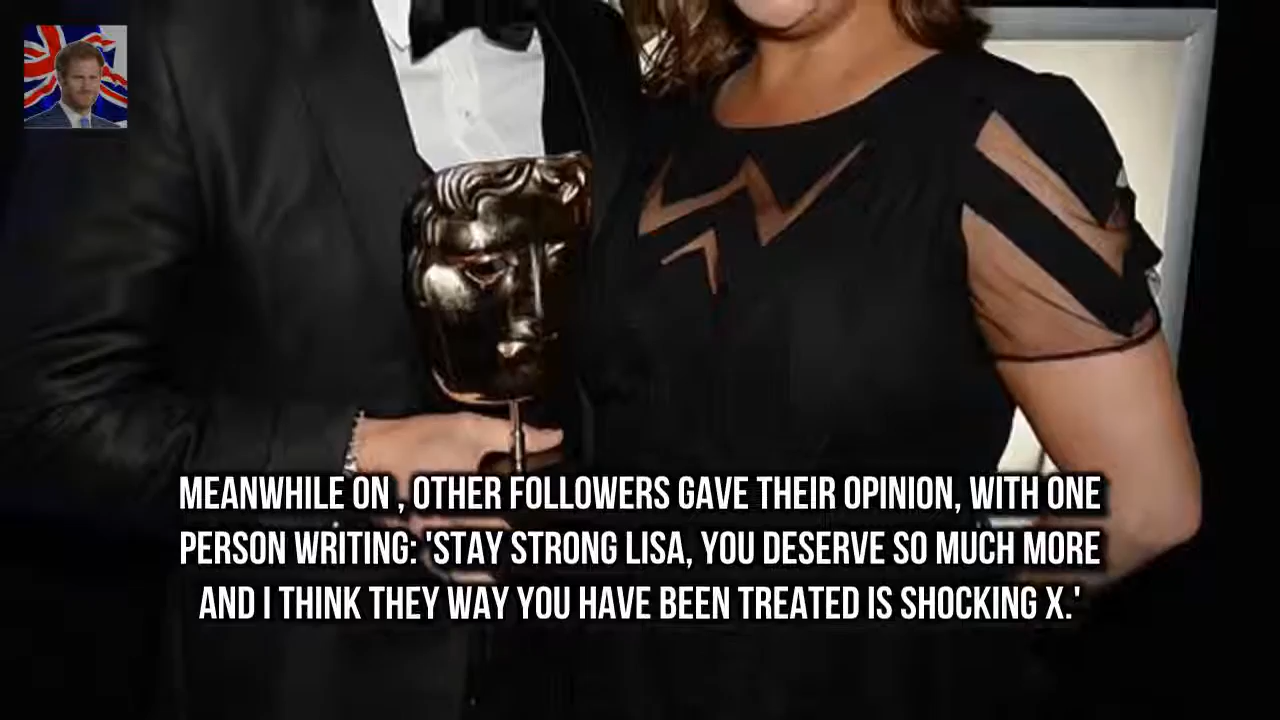 MEANWHILE ON , OTHER FOLLOWERS GAVE THEIR OPINION, WITH ONE
PERSON WRITING: 'STAY STRONG LISA, YOU DESERVE SO MUCH MORE
AND I THINK THEY WAY YOU HAVE BEEN TREATED IS SHOCKING X.'